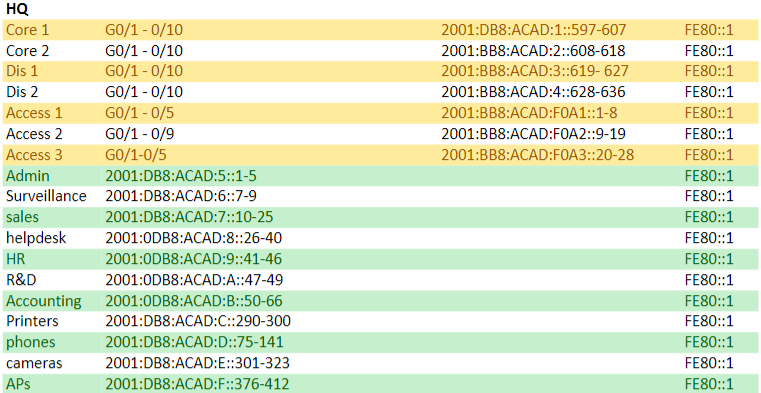 HQ
Core 1 G0/1 - 0/10 2001:DB8:ACAD:1::597-607 FE80::1
Core 2 G0/1 - 0/10 2001:BB8:ACAD:2::608-618 FE80::1
Dis 1 G0/1 - 0/10 2001:BB8:ACAD:3::619- 627 FE80::1
Dis 2 G0/1 - 0/10 2001:BB8:ACAD:4::628-636 FE80::1
Access 1 G0/1 - 0/5 2001:BB8:ACAD:F0A1::1-8 FE80::1
Access 2 G0/1 - 0/9 2001:BB8:ACAD:F0A2::9-19 FE80::1
Access 3 G0/1-0/5 2001:BB8:ACAD:F0A3::20-28 FE80::1
Admin 2001:DB8:ACAD:5::1-5 FE80::1
Surveillance 2001:DB8:ACAD:6::7-9 FE80::1
sales 2001:DB8:ACAD:7::10-25 FE80::1
helpdesk 2001:0DB8:ACAD:8::26-40 FE80::1
HR 2001:0DB8:ACAD:9::41-46 FE80::1
R&D 2001:0DB8:ACAD:A::47-49 FE80::1
Accounting 2001:0DB8:ACAD:B::50-66 FE80::1
Printers 2001:DB8:ACAD:C::290-300 FE80::1
phones 2001:DB8:ACAD:D::75-141 FE80::1
cameras 2001:DB8:ACAD:E::301-323 FE80::1
APs 2001:DB8:ACAD:F::376-412 FE80::1